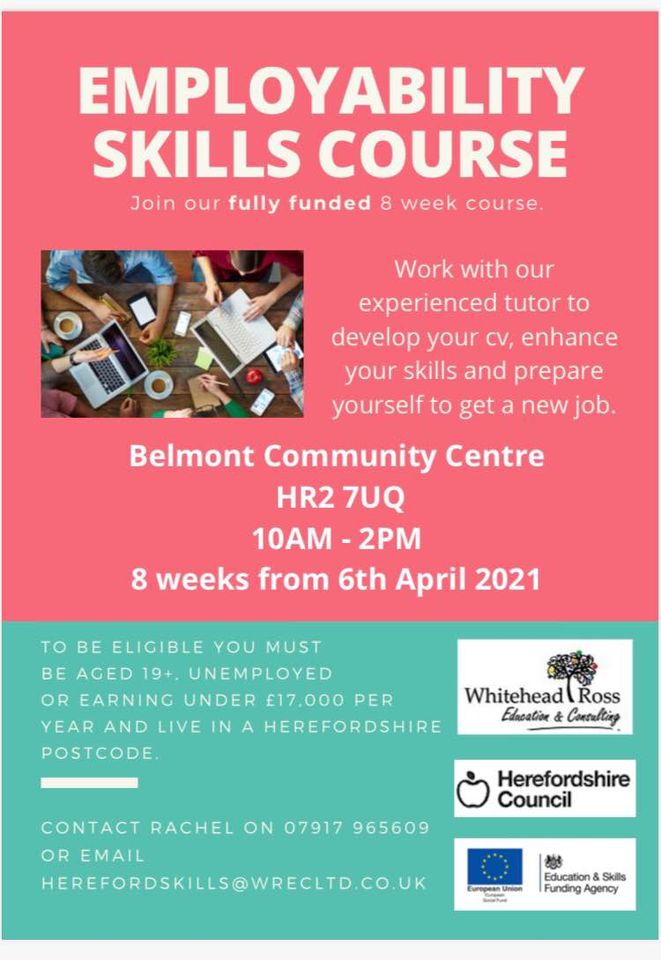 EMPLOYABILITY
SKILLS COURSE
Join our fully funded 8 week course.
Work with our
experienced tutor to
develop your cv, enhance
your skills and prepare
yourself to get a new job.
Belmont Community Centre
HR2 7UQ
10AM - 2PM
8 weeks from 6th April 2021
TO BE ELIGIBLE YOU MUST
BE AGED 19+, UNEMPLOYED
OR EARNING UNDER £17,000 PER
YEAR AND LIVE IN A HEREFORDSHIRE
POSTCODE.
CONTACT RACHEL ON 07917 965609
OR EMAIL
HEREFORDSKILLS@WRECLTD.CO.UK
Whitehead Ross
Education & Consulting
Herefordshire
Council
European Union
European
Social Fund
Education & Skills
Funding Agency